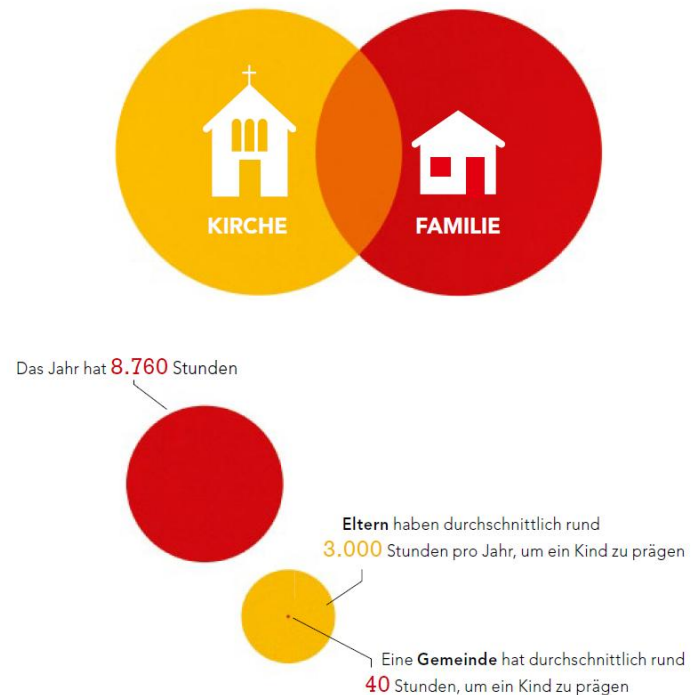 KIRCHE
FAMILIE
Das Jahr hat 8.760 Stunden
Eltern haben durchschnittlich rund
3.000 Stunden pro Jahr, um ein Kind zu prägen
Eine Gemeinde hat durchschnittlich rund
40 Stunden, um ein Kind zu prägen